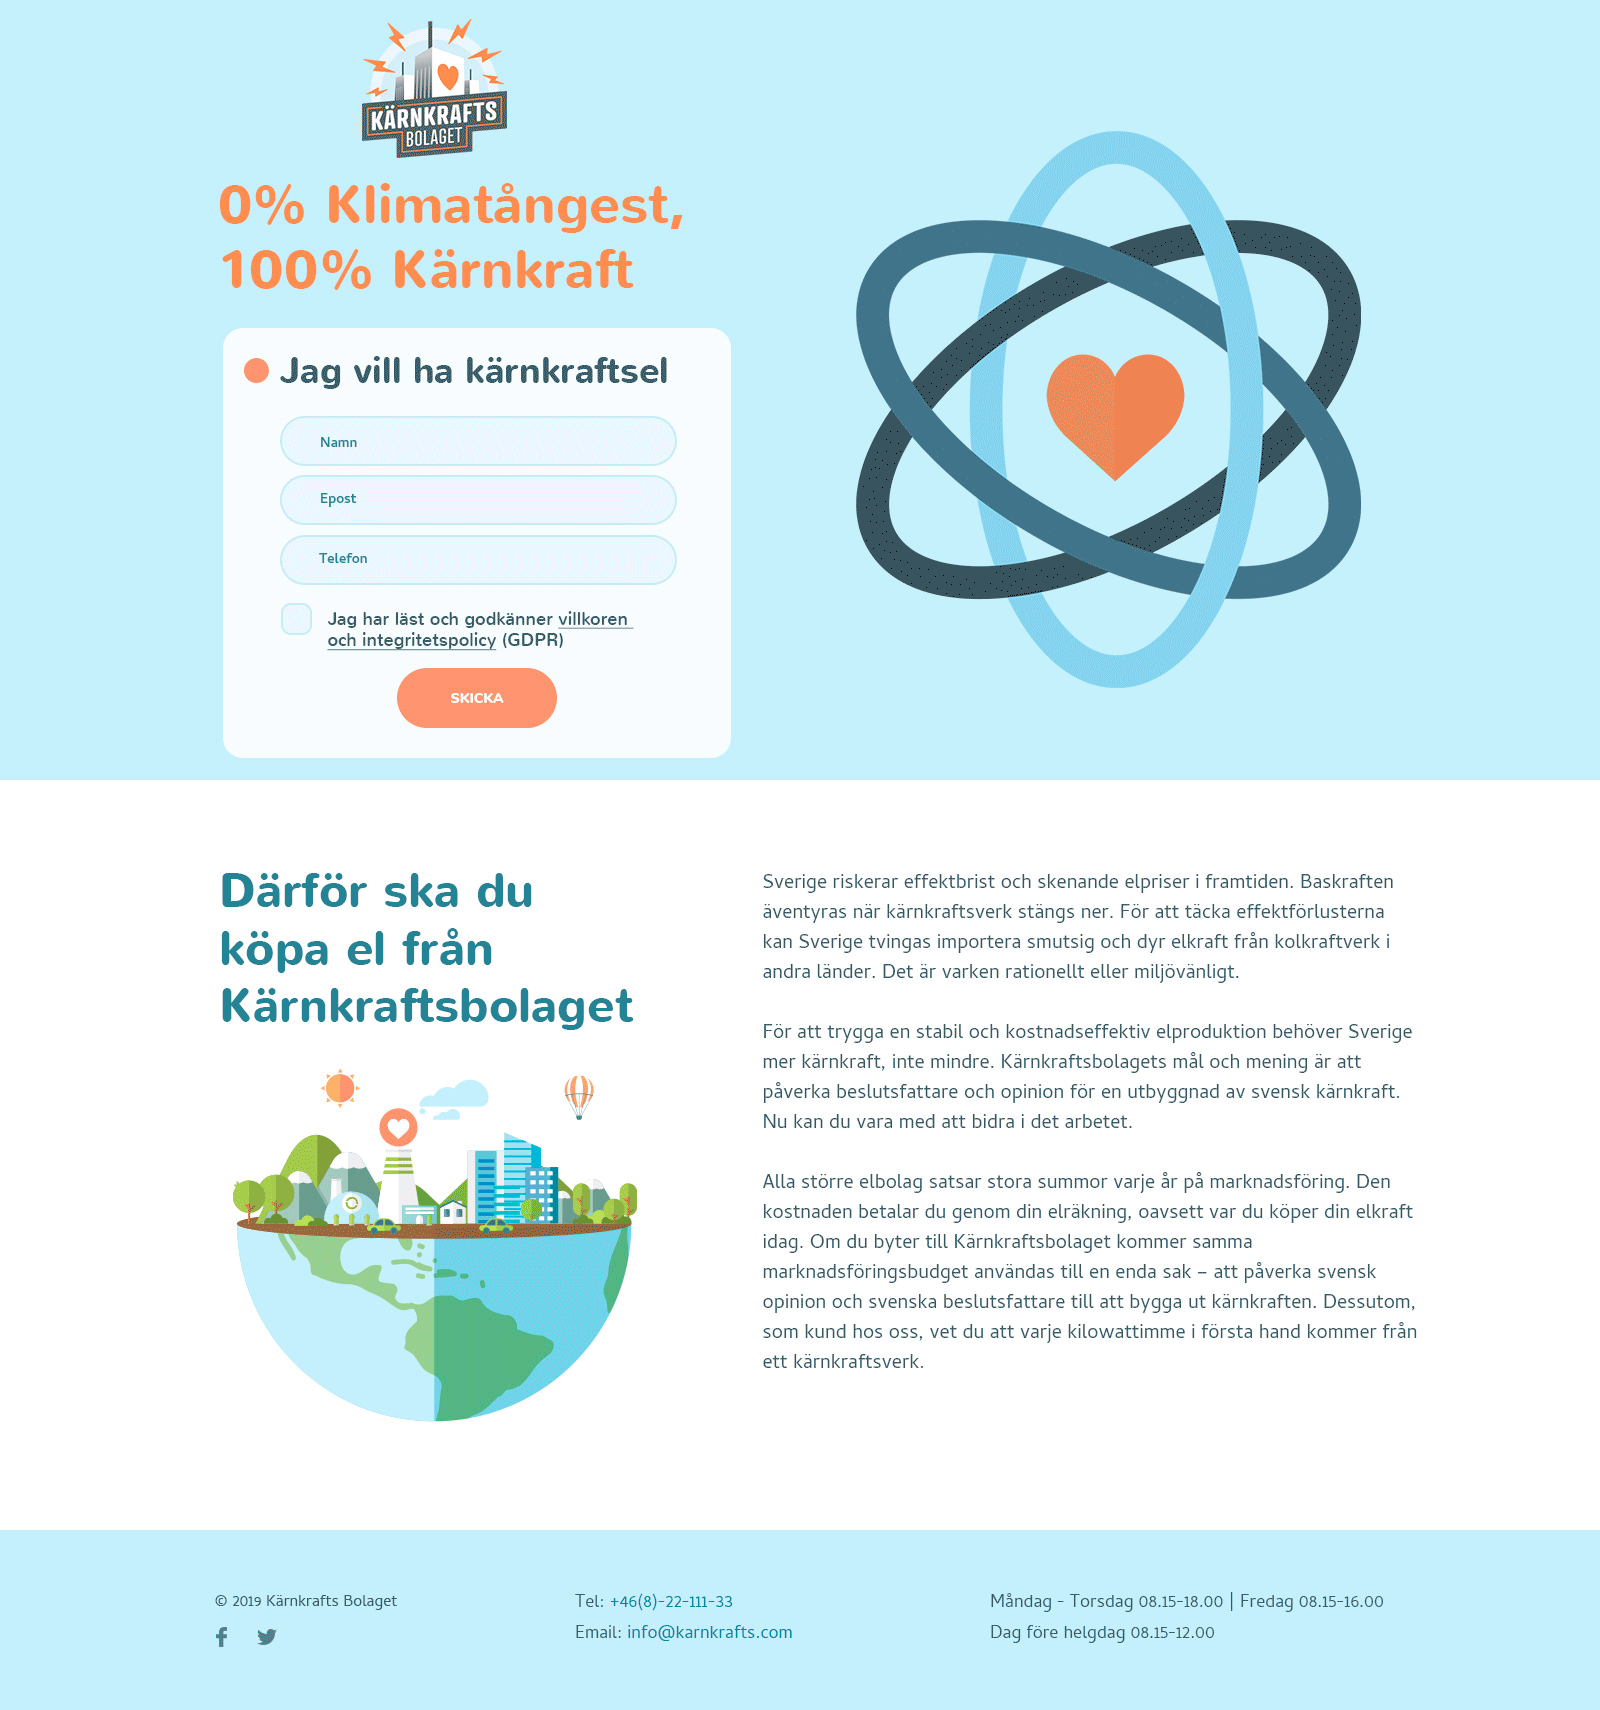 KÄRNKRAFTS
BOLAGET
0% Klimatångest,
100% Kärnkraft
Jag vill ha kärnkraftsel
Namn
Epost
Telefon
Jag har läst och godkänner villkoren
och integritetspolicy (GDPR)
SKICKA
Därför ska du
köpa el från
Kärnkraftsbolaget
Sverige riskerar effektbrist och skenande elpriser i framtiden. Baskraften
äventyras när kärnkraftsverk stängs ner. För att täcka effektförlusterna
kan Sverige tvingas importera smutsig och dyr elkraft från kolkraftverk i
andra länder. Det är varken rationellt eller miljövänligt.
För att trygga en stabil och kostnadseffektiv elproduktion behöver Sverige
mer kärnkraft, inte mindre. Kärnkraftsbolagets mål och mening är att
påverka beslutsfattare och opinion för en utbyggnad av svensk kärnkraft.
Nu kan du vara med att bidra i det arbetet.
Alla större elbolag satsar stora summor varje år på marknadsföring. Den
kostnaden betalar du genom din elräkning, oavsett var du köper din elkraft
idag. Om du byter till Kärnkraftsbolaget kommer samma
marknadsföringsbudget användas till en enda sak – att påverka svensk
opinion och svenska beslutsfattare till att bygga ut kärnkraften. Dessutom,
som kund hos oss, vet du att varje kilowattimme i första hand kommer från
ett kärnkraftsverk.
© 2019 Kärnkrafts Bolaget
Tel: +46(8)-22-111-33
Email: info@karnkrafts.com
Måndag - Torsdag 08.15-18.00 | Fredag 08.15-16.00
Dag före helgdag 08.15-12.00